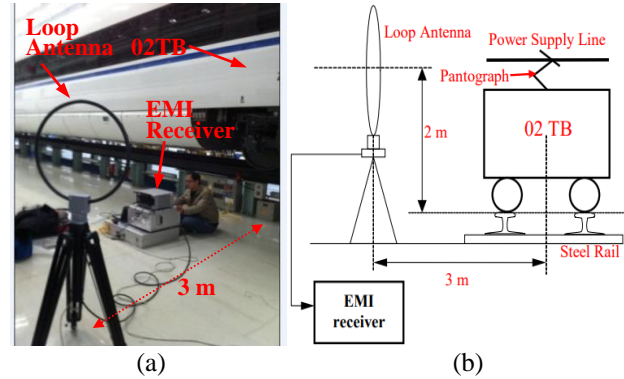 Loop
Antenna
02TB
EMI
Receiver
3 m
(a)
Loop Antenna
Power Supply Line
Pantograph
02 TB
2 m
Steel Rail
3 m
EMI
receiver
(b)